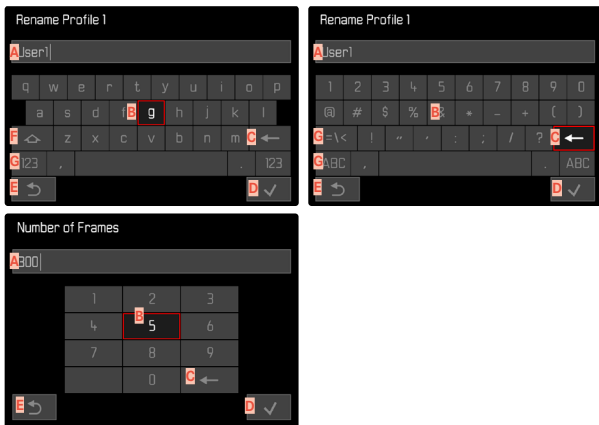 Rename Profile 1
A User1
q w e r t y u i o p
a s d f B g h j k l
F z x c v b n m C ←
G 123 , . 123
E D ✓
Rename Profile 1
A User1
1 2 3 4 5 6 7 8 9 0
@ # $ % B & * - + ( )
G =\< ! " ' : ; / ? C ←
G ABC , . ABC
E D ✓
Number of Frames
A 300
1 2 3
4 B 5 6
7 8 9
0 C ←
E D ✓